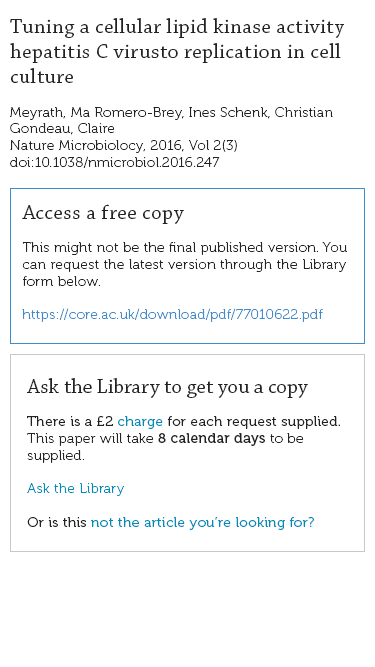 Tuning a cellular lipid kinase activity
hepatitis C virusto replication in cell
culture
Meyrath, Ma Romero-Brey, Ines Schenk, Christian
Gondeau, Claire
Nature Microbiolocy, 2016, Vol 2(3)
doi:10.1038/nmicrobiol.2016.247
Access a free copy
This might not be the final published version. You
can request the latest version through the Library
form below.
https://core.ac.uk/download/pdf/77010622.pdf
Ask the Library to get you a copy
There is a £2 charge for each request supplied.
This paper will take 8 calendar days to be
supplied.
Ask the Library
Or is this not the article you're looking for?